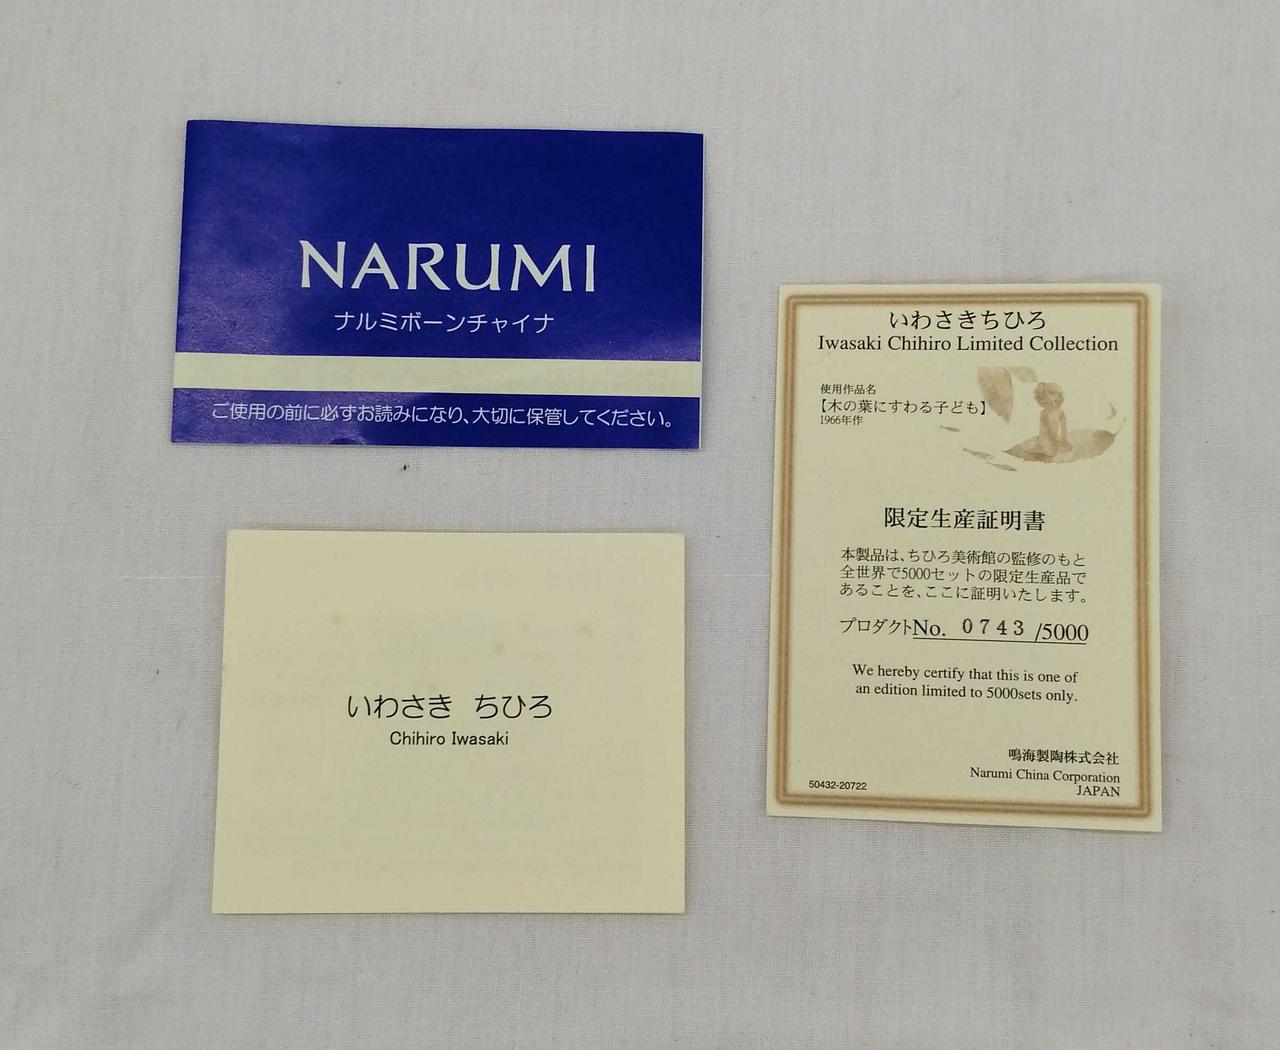 NARUMI
ナルミボーンチャイナ
ご使用の前に必ずお読みになり、大切に保管してください。
いわさき ちひろ
Chihiro Iwasaki
いわさきちひろ
Iwasaki Chihiro Limited Collection
使用作品名
【木の葉にすわる子ども】
1966年作
限定生産証明書
本製品は、ちひろ美術館の監修のもと
全世界で5000セットの限定生産品で
あることを、ここに証明いたします。
プロダクトNo. 0743 /5000
We hereby certify that this is one of
an edition limited to 5000sets only.
鳴海製陶株式会社
Narumi China Corporation
JAPAN
50432-20722